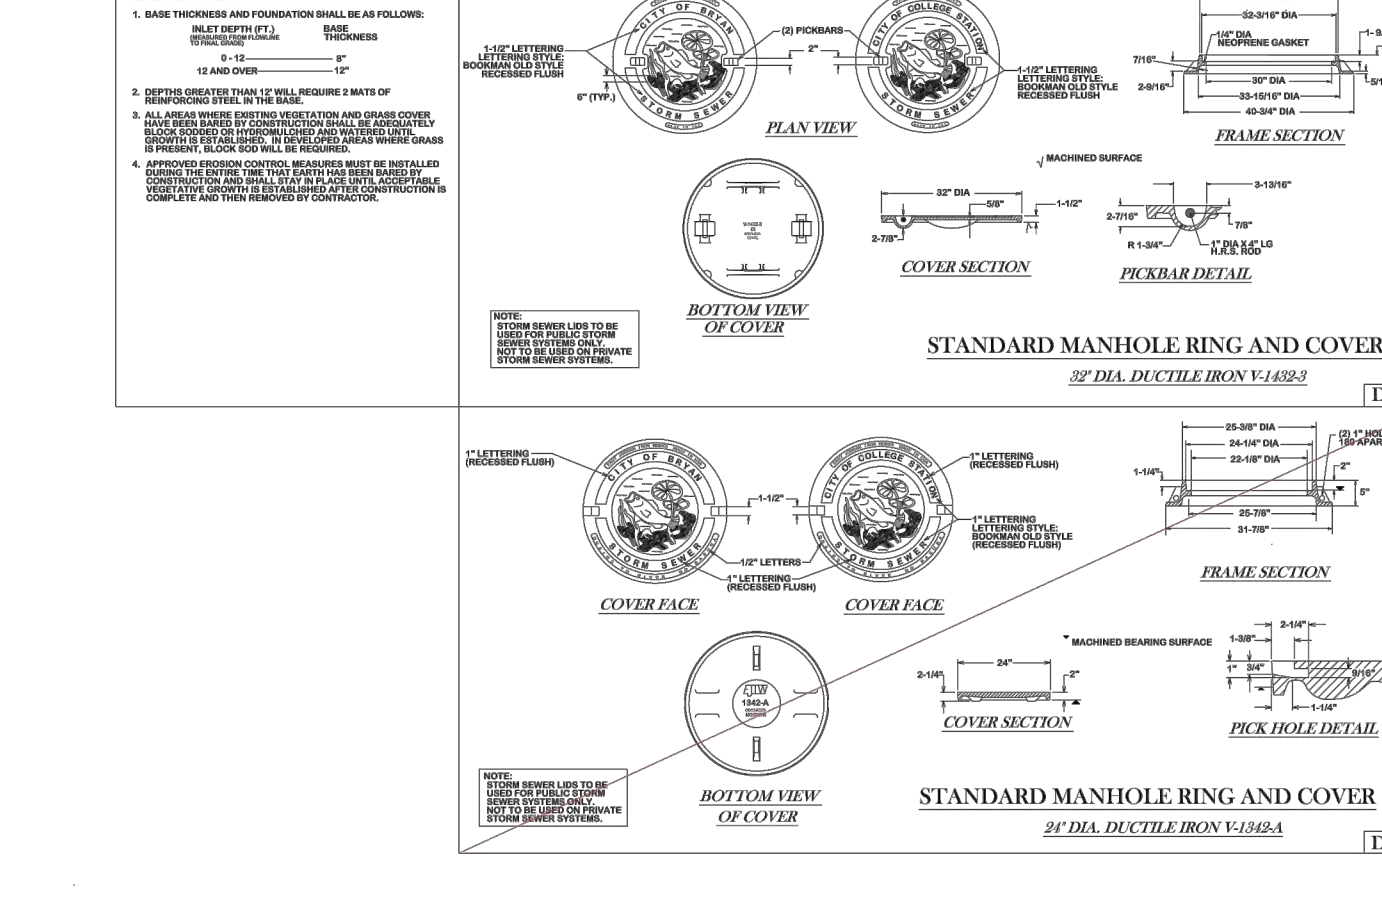 1. BASE THICKNESS AND FOUNDATION SHALL BE AS FOLLOWS:
INLET DEPTH (FT.) BASE
(MEASURED FROM FLOWLINE THICKNESS
TO FINAL GRADE)
0 - 12 8"
12 AND OVER 12"
2. DEPTHS GREATER THAN 12' WILL REQUIRE 2 MATS OF
REINFORCING STEEL IN THE BASE.
3. ALL AREAS WHERE EXISTING VEGETATION AND GRASS COVER
HAVE BEEN BARED BY CONSTRUCTION SHALL BE ADEQUATELY
BLOCK SODDED OR HYDROMULCHED AND WATERED UNTIL
GROWTH IS ESTABLISHED. IN DEVELOPED AREAS WHERE GRASS
IS PRESENT, BLOCK SOD WILL BE REQUIRED.
4. APPROVED EROSION CONTROL MEASURES MUST BE INSTALLED
DURING THE ENTIRE TIME THAT EARTH HAS BEEN BARED BY
CONSTRUCTION AND SHALL STAY IN PLACE UNTIL ACCEPTABLE
VEGETATIVE GROWTH IS ESTABLISHED AFTER CONSTRUCTION IS
COMPLETE AND THEN REMOVED BY CONTRACTOR.
1-1/2" LETTERING
LETTERING STYLE:
BOOKMAN OLD STYLE
RECESSED FLUSH
6" (TYP.)
CITY OF BRYAN
STORM SEWER
(2) PICKBARS
2"
CITY OF COLLEGE STATION
STORM SEWER
1-1/2" LETTERING
LETTERING STYLE:
BOOKMAN OLD STYLE
RECESSED FLUSH
PLAN VIEW
32-3/16" DIA
1/4" DIA
NEOPRENE GASKET
7/16"
2-9/16"
30" DIA
33-15/16" DIA
40-3/4" DIA
FRAME SECTION
MACHINED SURFACE
BOTTOM VIEW
OF COVER
32" DIA
5/8"
1-1/2"
2-7/8"
COVER SECTION
3-13/16"
2-7/16"
7/8"
R 1-3/4"
1" DIA X 4" LG
H.R.S. ROD
PICKBAR DETAIL
NOTE:
STORM SEWER LIDS TO BE
USED FOR PUBLIC STORM
SEWER SYSTEMS ONLY.
NOT TO BE USED ON PRIVATE
STORM SEWER SYSTEMS.
STANDARD MANHOLE RING AND COVER
32" DIA. DUCTILE IRON V-1432-3
1" LETTERING
(RECESSED FLUSH)
CITY OF BRYAN
STORM SEWER
1-1/2"
CITY OF COLLEGE STATION
STORM SEWER
1" LETTERING
(RECESSED FLUSH)
1" LETTERING
LETTERING STYLE:
BOOKMAN OLD STYLE
(RECESSED FLUSH)
1/2" LETTERS
1" LETTERING
(RECESSED FLUSH)
COVER FACE
COVER FACE
25-3/8" DIA
24-1/4" DIA
22-1/8" DIA
1-1/4"
2"
5"
25-7/8"
31-7/8"
FRAME SECTION
EJIW
1342-A
BOTTOM VIEW
OF COVER
MACHINED BEARING SURFACE
24"
2-1/4"
2"
COVER SECTION
2-1/4"
1-3/8"
1"
3/4"
9/16"
1-1/4"
PICK HOLE DETAIL
NOTE:
STORM SEWER LIDS TO BE
USED FOR PUBLIC STORM
SEWER SYSTEMS ONLY.
NOT TO BE USED ON PRIVATE
STORM SEWER SYSTEMS.
STANDARD MANHOLE RING AND COVER
24" DIA. DUCTILE IRON V-1342-A